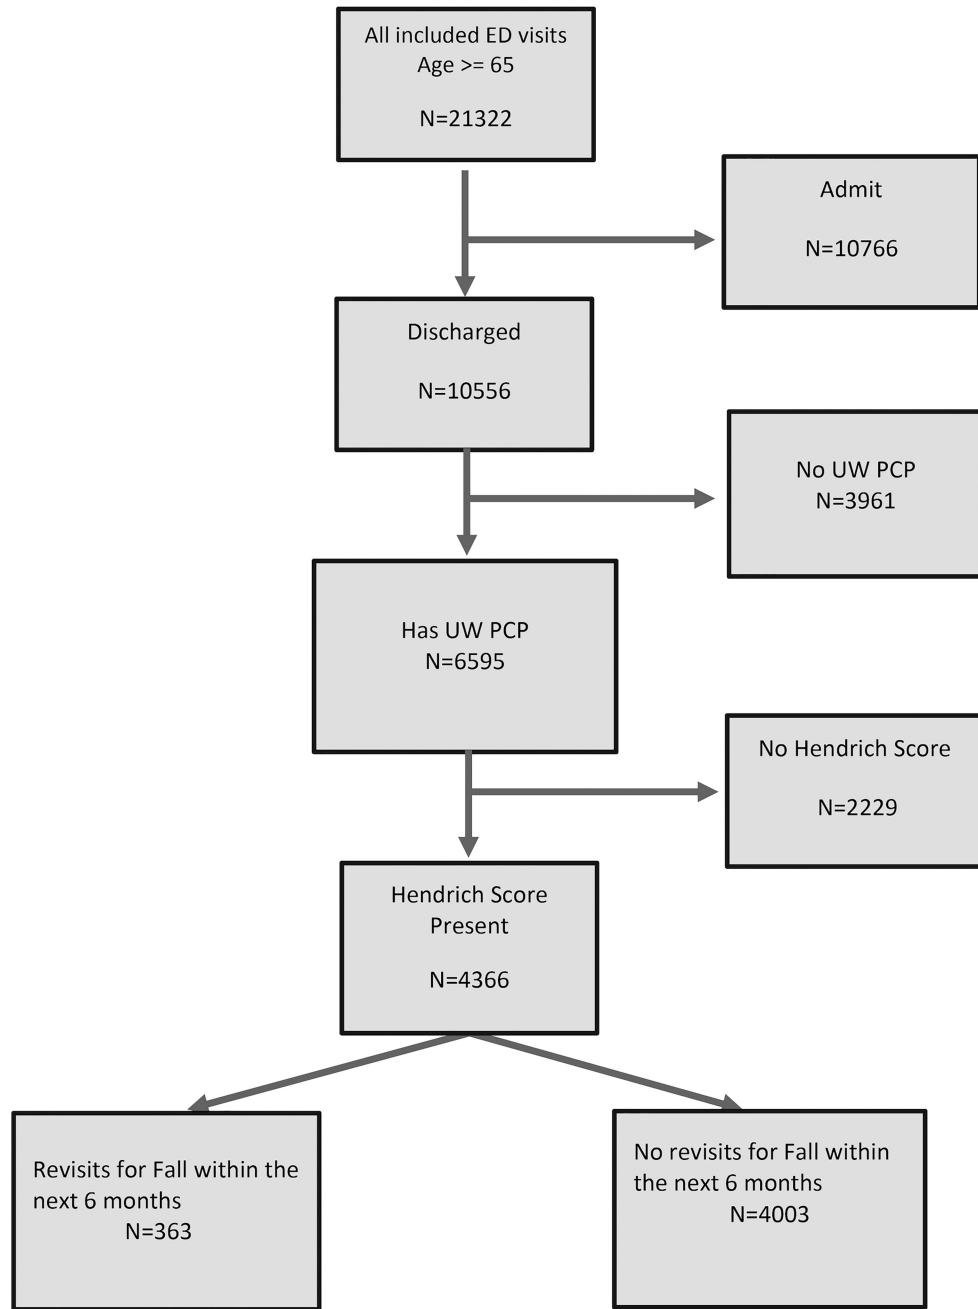 All included ED visits
Age >= 65
N=21322
Admit
N=10766
Discharged
N=10556
No UW PCP
N=3961
Has UW PCP
N=6595
No Hendrich Score
N=2229
Hendrich Score
Present
N=4366
Revisits for Fall within the
next 6 months
N=363
No revisits for Fall within
the next 6 months
N=4003